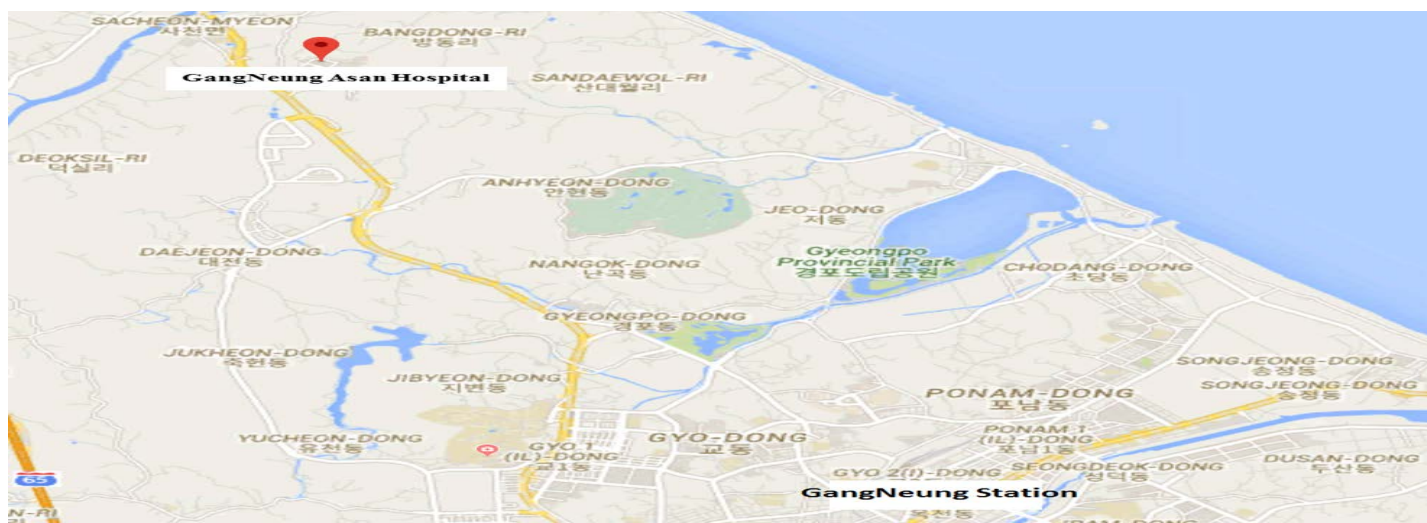 SACHEON-MYEON
사천면
BANGDONG-RI
방동리
GangNeung Asan Hospital
SANDAEWOL-RI
산대월리
DEOKSIL-RI
덕실리
ANHYEON-DONG
안현동
JEO-DONG
저동
DAEJEON-DONG
대전동
NANGOK-DONG
난곡동
Gyeongpo
Provincial Park
경포도립공원
CHODANG-DONG
초당동
GYEONGPO-DONG
경포동
JUKHEON-DONG
죽헌동
JIBYEON-DONG
지변동
SONGJEONG-DONG
송정동
SONGJEONG-DONG
송정동
PONAM-DONG
포남동
YUCHEON-DONG
유천동
GYO 1
(IL)-DONG
교1동
GYO-DONG
교동
PONAM 1
(IL)-DONG
포남1동
DUSAN-DONG
두산동
65
GYO 2(I)-DONG
SEONGDEOK-DONG
성덕동
GangNeung Station
옥천동